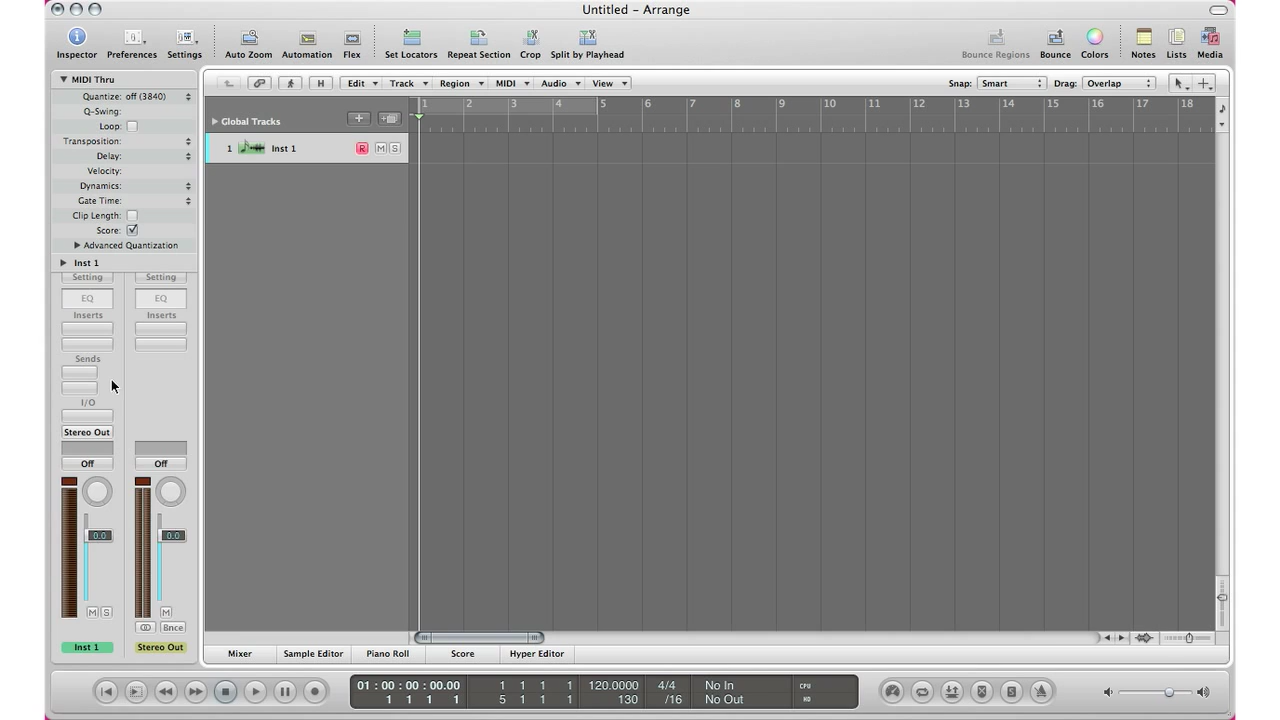 Untitled – Arrange
Inspector Preferences Settings Auto Zoom Automation Flex Set Locators Repeat Section Crop Split by Playhead Bounce Regions Bounce Colors Notes Lists Media
MIDI Thru
H Edit Track Region MIDI Audio View Snap: Smart Drag: Overlap
Quantize: off (3840)
Q-Swing:
Loop:
Transposition:
Delay:
Velocity:
Dynamics:
Gate Time:
Clip Length:
Score:
Advanced Quantization
Inst 1
1 2 3 4 5 6 7 8 9 10 11 12 13 14 15 16 17 18
Global Tracks
1 Inst 1 R M S
Setting Setting
EQ EQ
Inserts Inserts
Sends
I/O
Stereo Out
Off Off
0.0 0.0
M S M
Bnce
Inst 1 Stereo Out
Mixer Sample Editor Piano Roll Score Hyper Editor
01 : 00 : 00 : 00.00 1 1 1 1 120.0000 4/4 No In CPU
1 1 1 1 5 1 1 1 130 /16 No Out HD
S